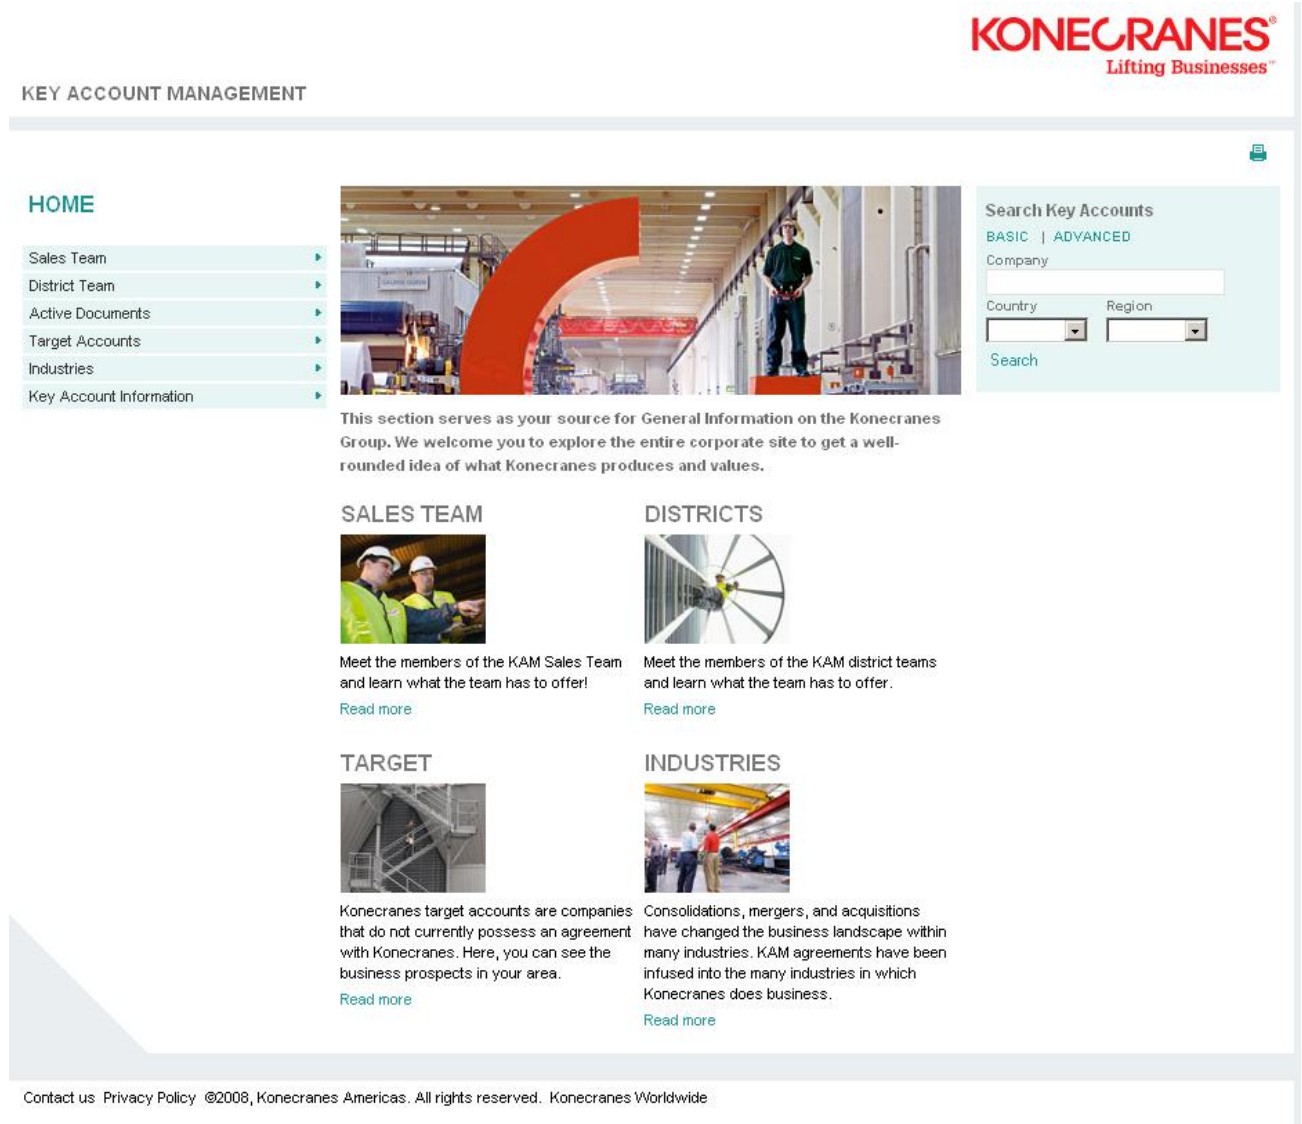 KONECRANES®
Lifting Businesses™
KEY ACCOUNT MANAGEMENT
HOME
Sales Team
District Team
Active Documents
Target Accounts
Industries
Key Account Information
This section serves as your source for General Information on the Konecranes
Group. We welcome you to explore the entire corporate site to get a well-
rounded idea of what Konecranes produces and values.
SALES TEAM
Meet the members of the KAM Sales Team
and learn what the team has to offer!
Read more
DISTRICTS
Meet the members of the KAM district teams
and learn what the team has to offer.
Read more
TARGET
Konecranes target accounts are companies
that do not currently possess an agreement
with Konecranes. Here, you can see the
business prospects in your area.
Read more
INDUSTRIES
Consolidations, mergers, and acquisitions
have changed the business landscape within
many industries. KAM agreements have been
infused into the many industries in which
Konecranes does business.
Read more
Search Key Accounts
BASIC | ADVANCED
Company
Country Region
Search
Contact us Privacy Policy ©2008, Konecranes Americas. All rights reserved. Konecranes Worldwide